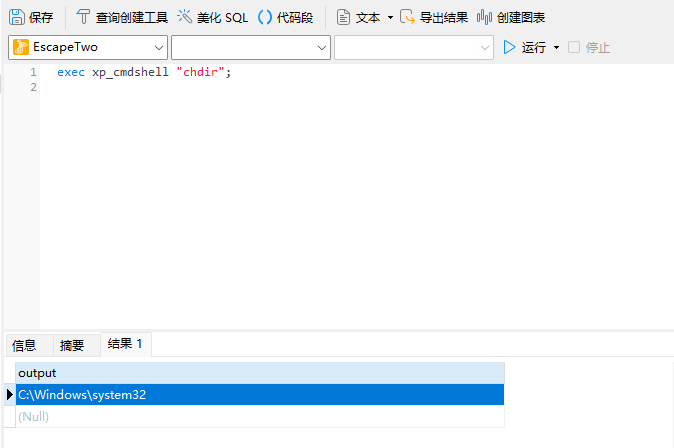 保存 查询创建工具 美化 SQL 代码段 文本 导出结果 创建图表
EscapeTwo 运行 停止
1 exec xp_cmdshell "chdir";
2
信息 摘要 结果 1
output
C:\Windows\system32
(Null)